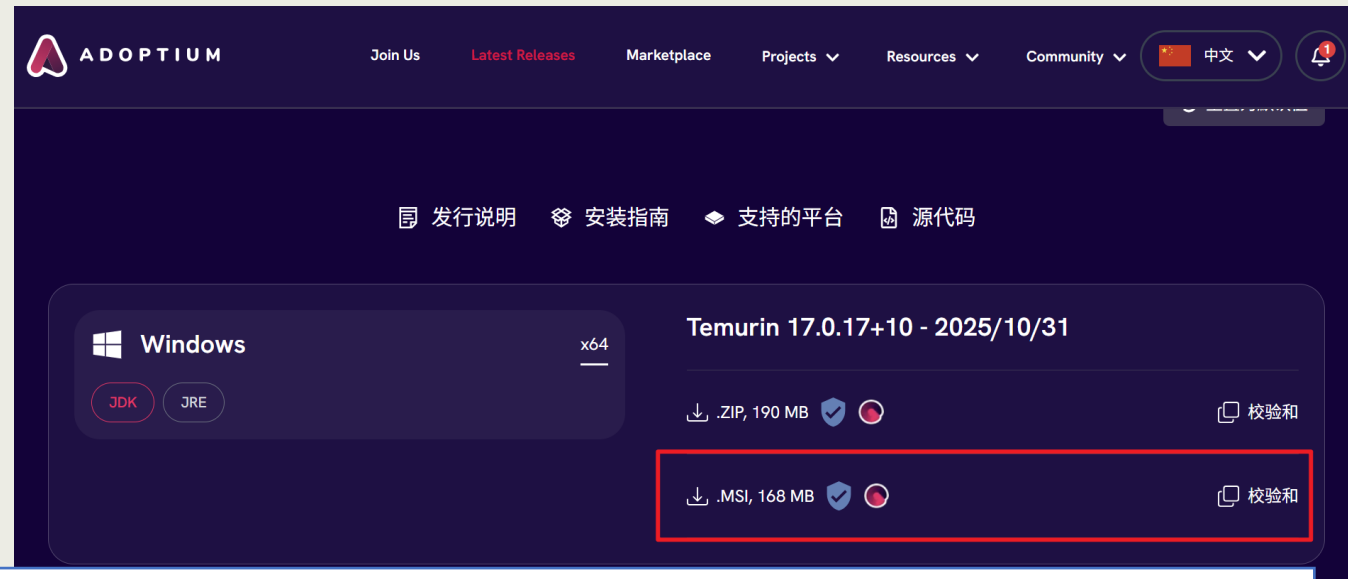 ADOPTIUM
Join Us
Latest Releases
Marketplace
Projects
Resources
Community
中文
1
发行说明
安装指南
支持的平台
源代码
Windows
x64
JDK
JRE
Temurin 17.0.17+10 - 2025/10/31
.ZIP, 190 MB
校验和
.MSI, 168 MB
校验和